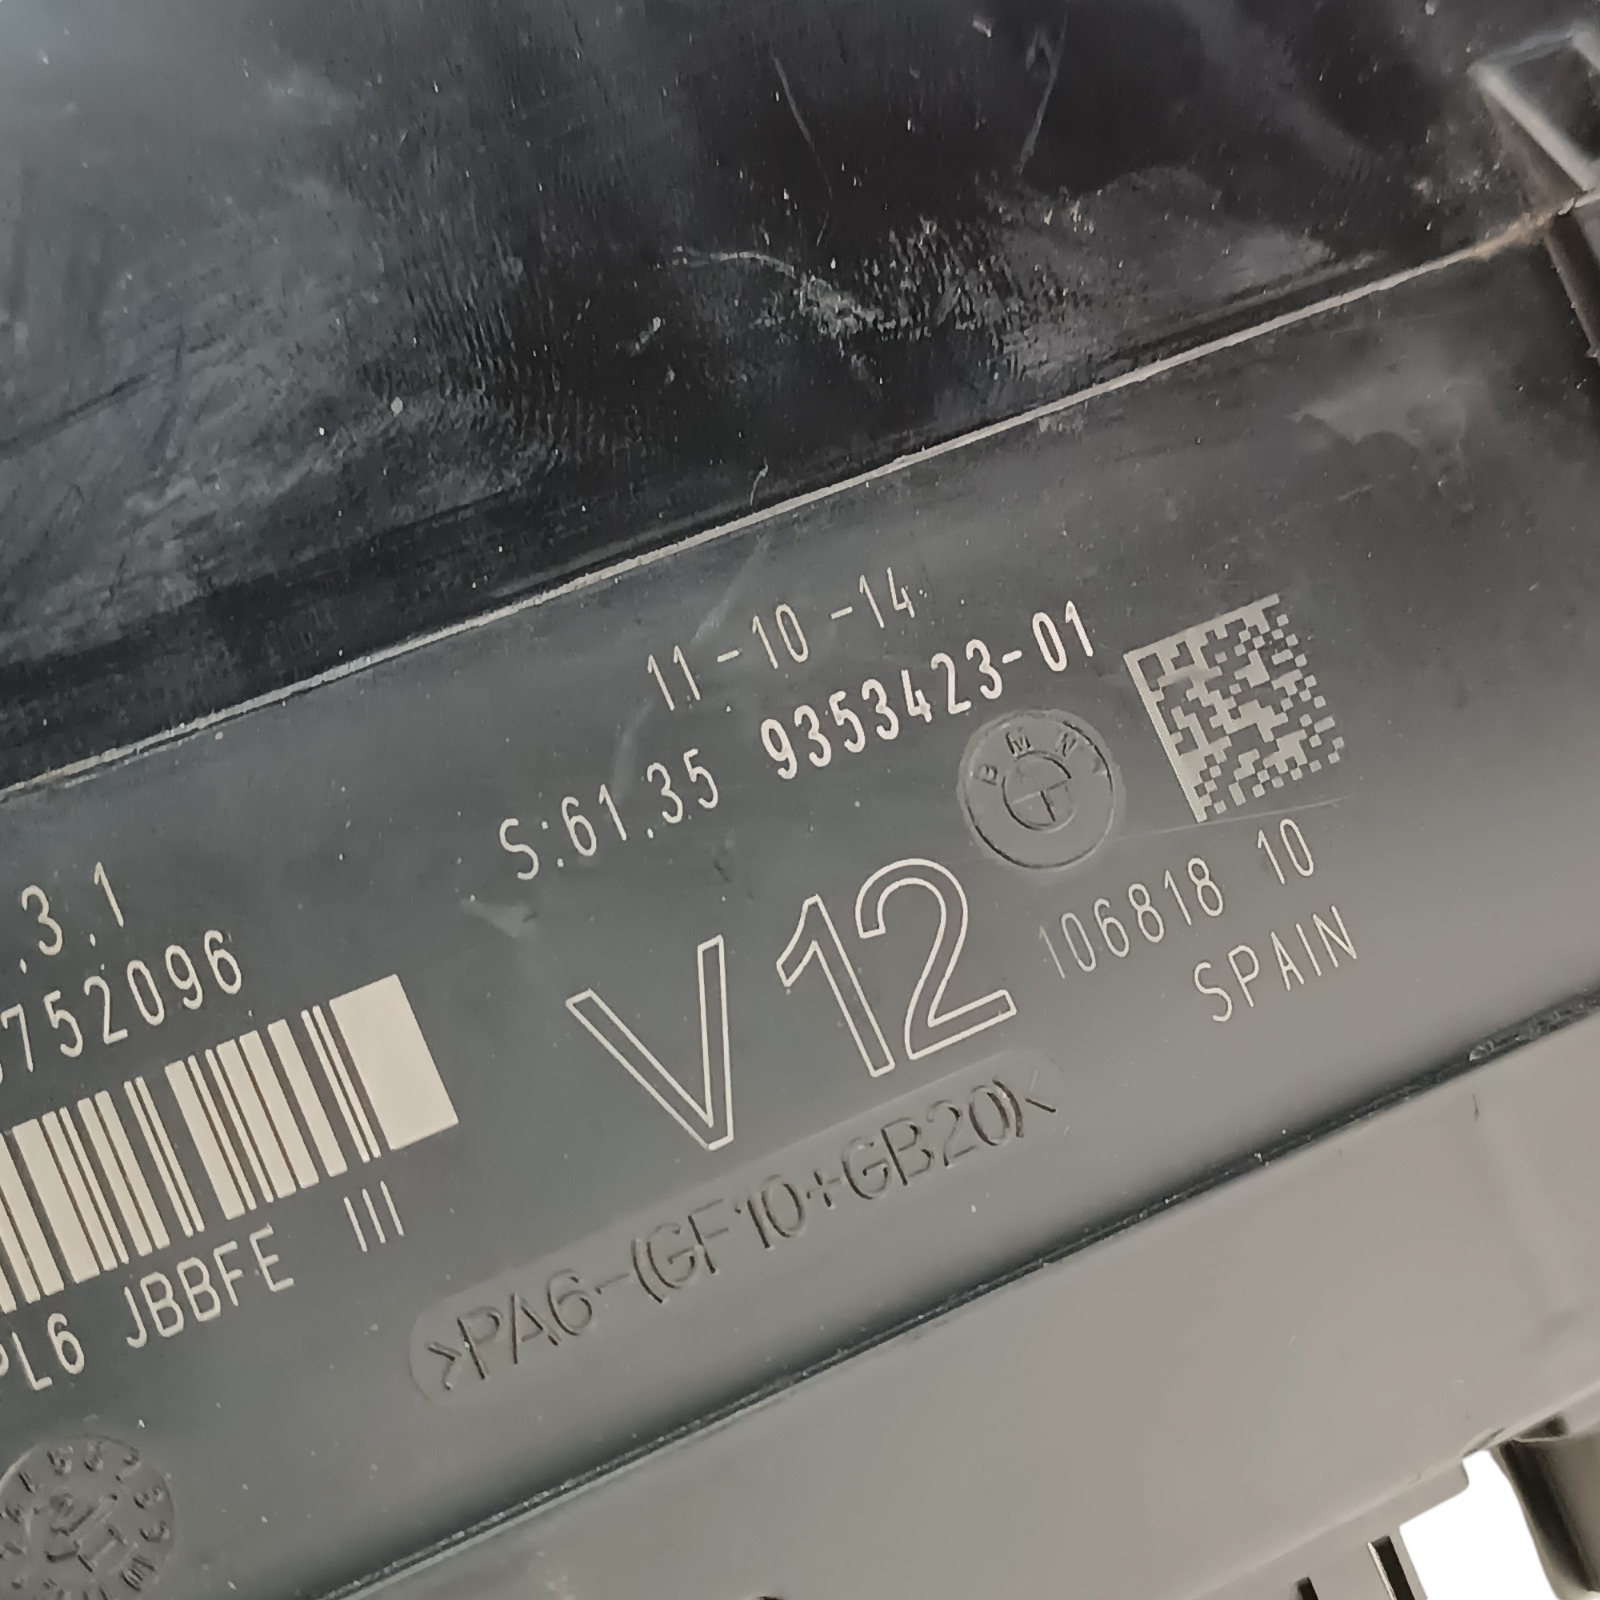 11-10-14
S:61.35 9353423-01
BMW
V12
106818 10
SPAIN
>PA6-(GF10+GB20)<
.3.1
752096
PL6 JBBFE III